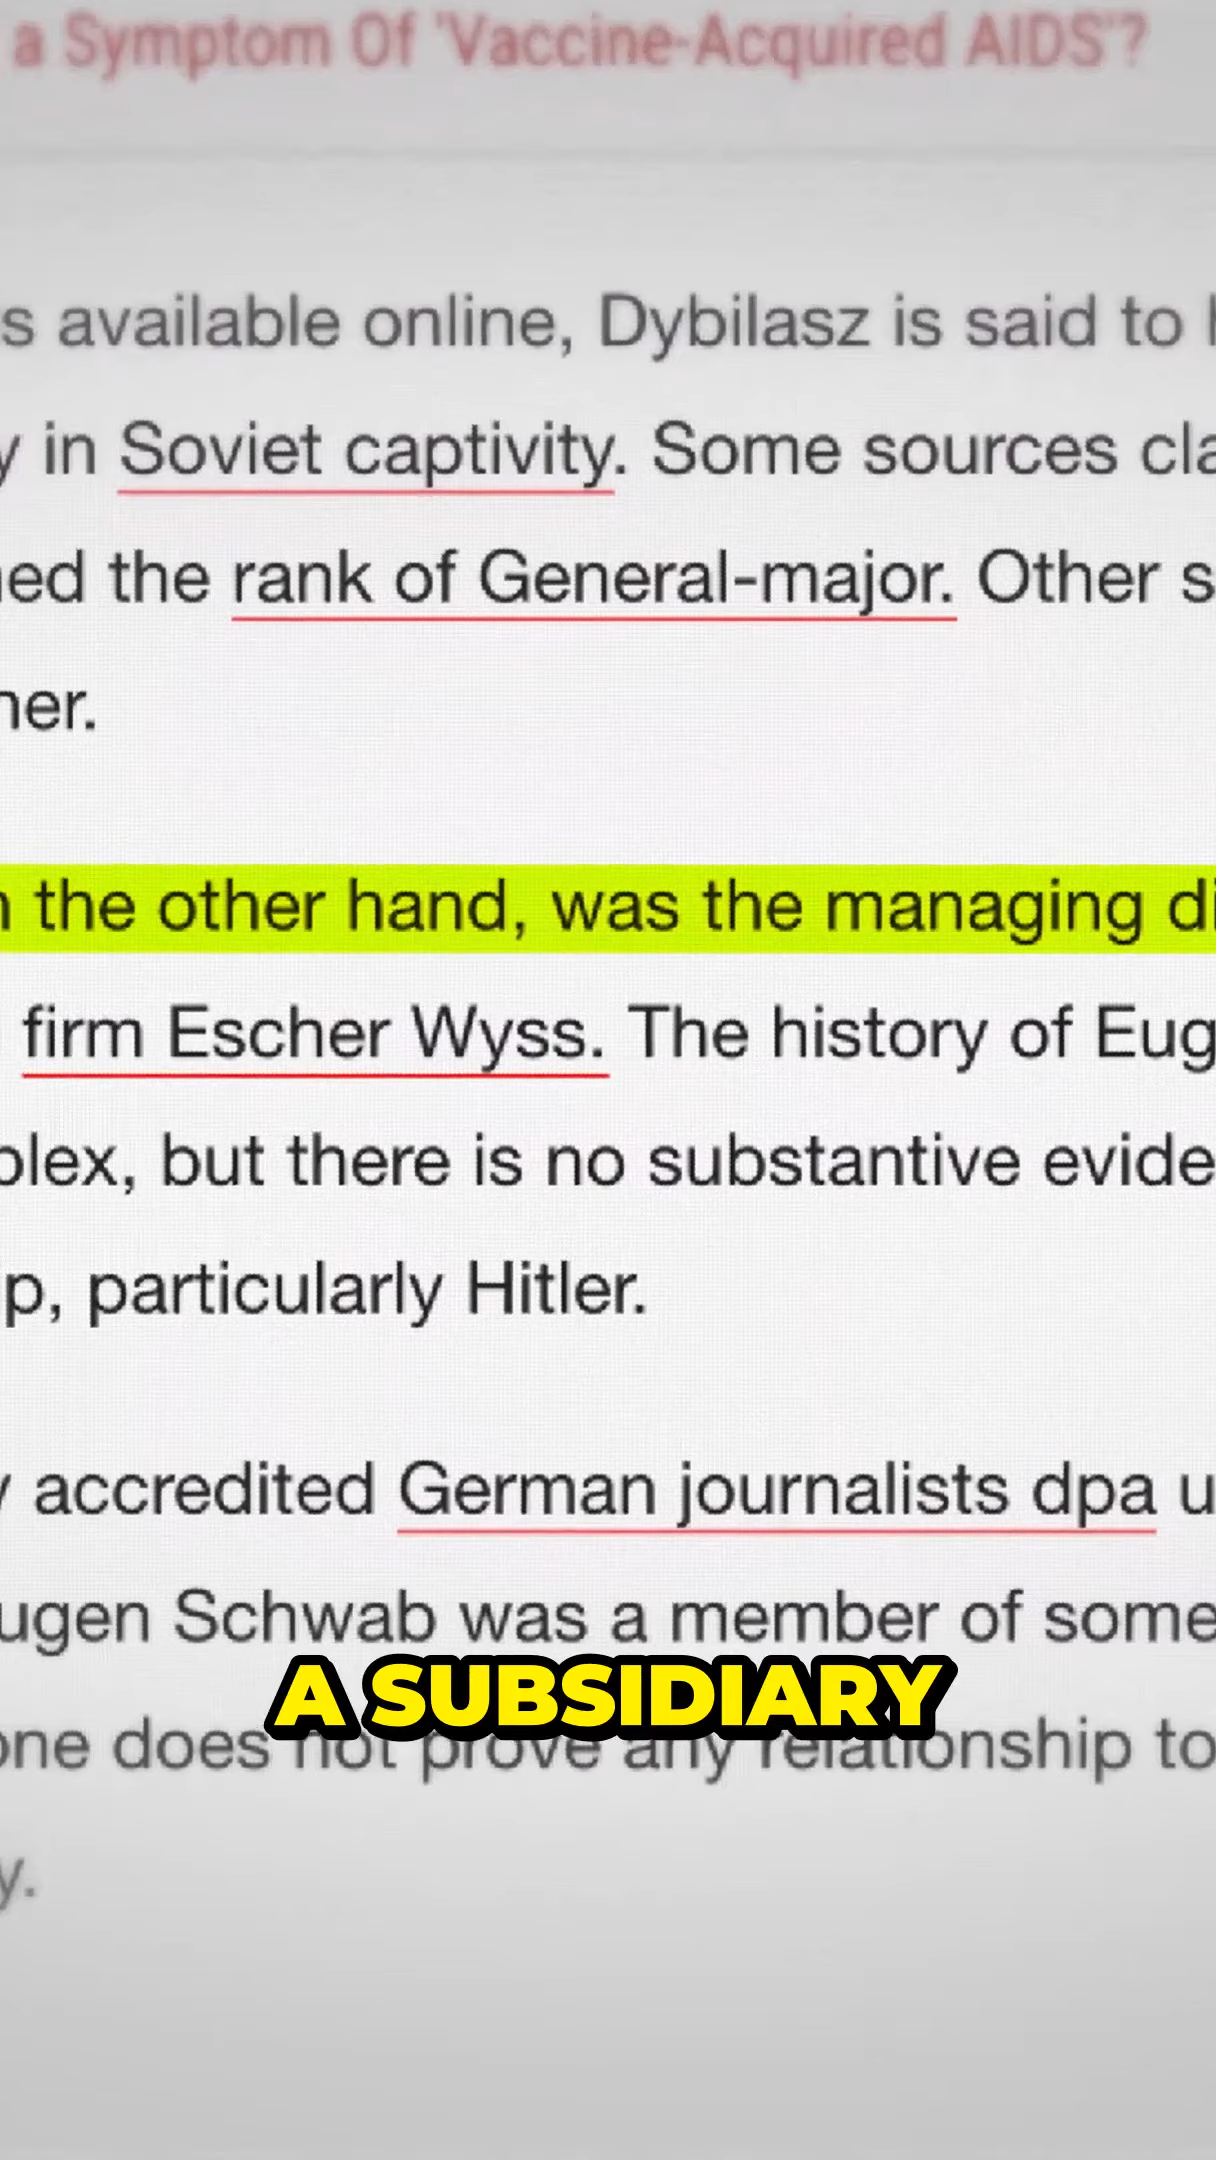 a Symptom Of 'Vaccine-Acquired AIDS'?
s available online, Dybilasz is said to
y in Soviet captivity. Some sources cla
ed the rank of General-major. Other s
ner.
n the other hand, was the managing di
firm Escher Wyss. The history of Eug
plex, but there is no substantive evide
p, particularly Hitler.
y accredited German journalists dpa u
ugen Schwab was a member of some
A SUBSIDIARY
one does not prove any relationship to
y.